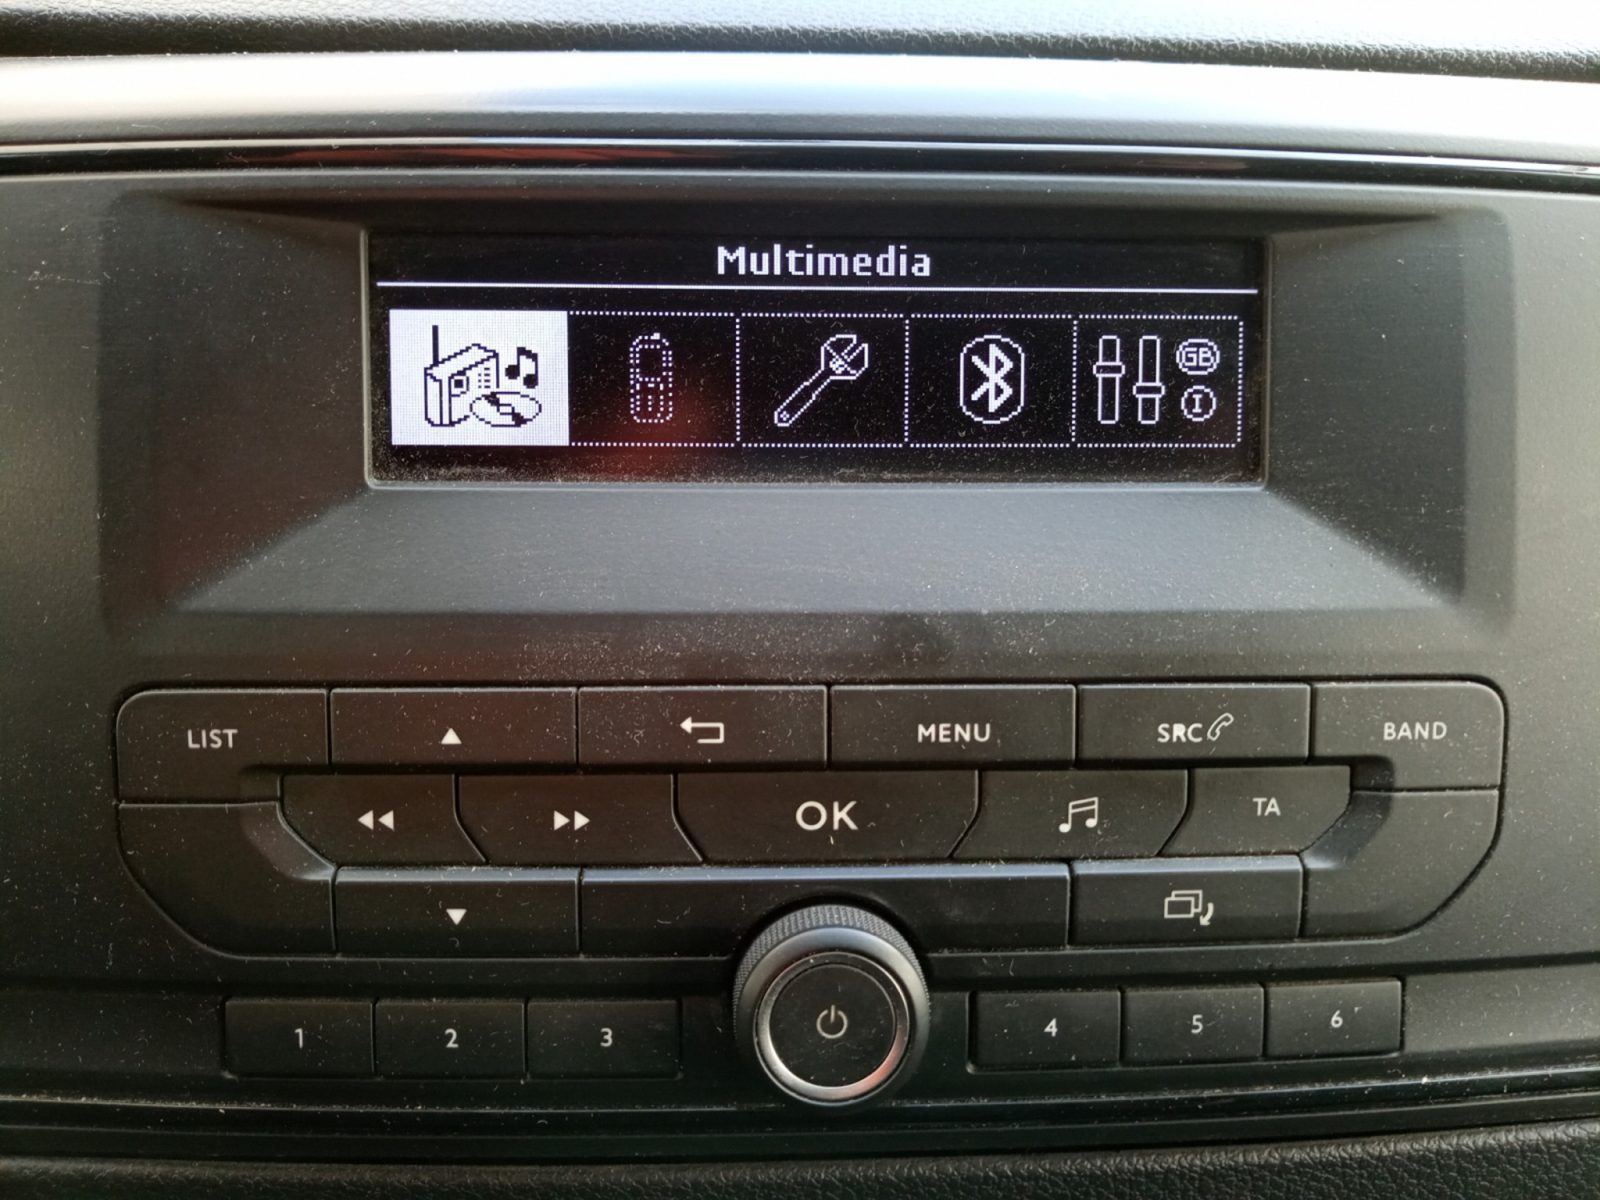 Multimedia
GB
I
LIST
MENU
SRC
BAND
OK
TA
1
2
3
4
5
6